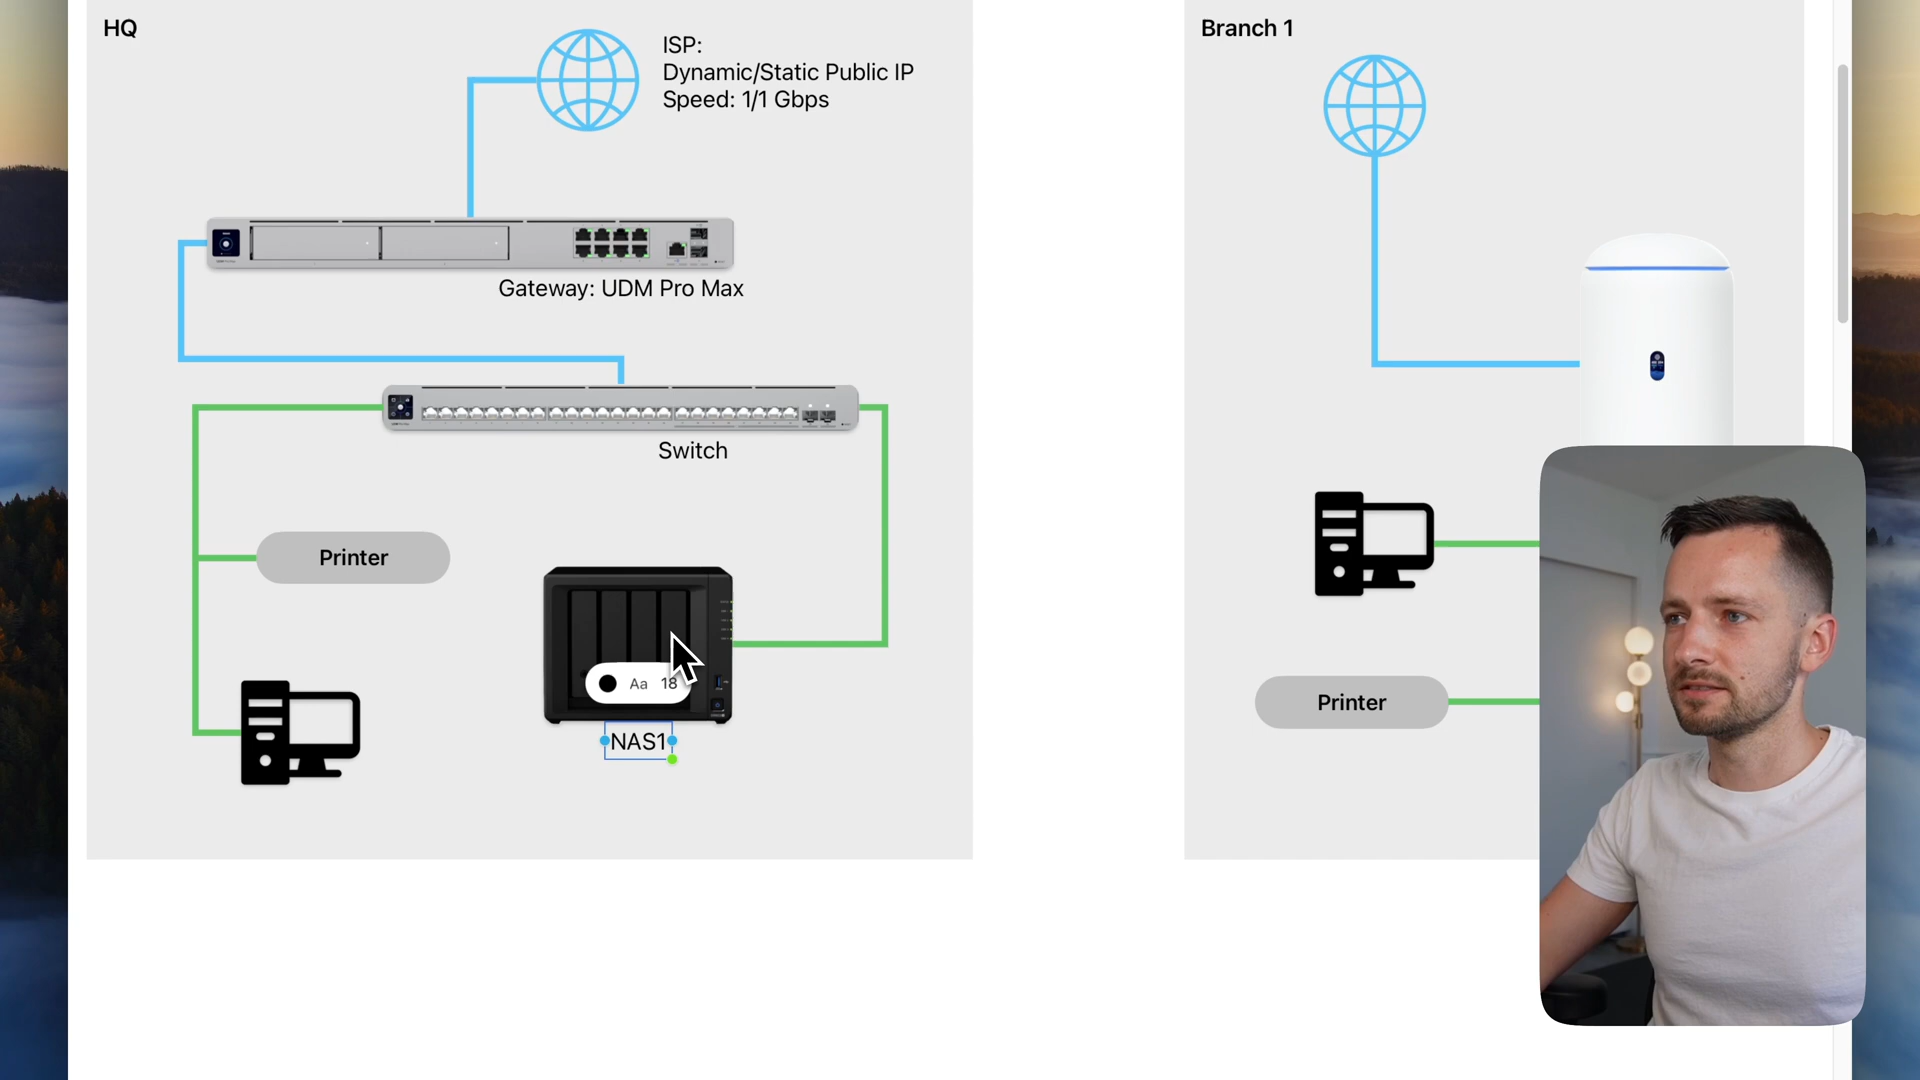 HQ
ISP:
Dynamic/Static Public IP
Speed: 1/1 Gbps
Gateway: UDM Pro Max
Switch
Printer
Aa 18
NAS1
Branch 1
Printer